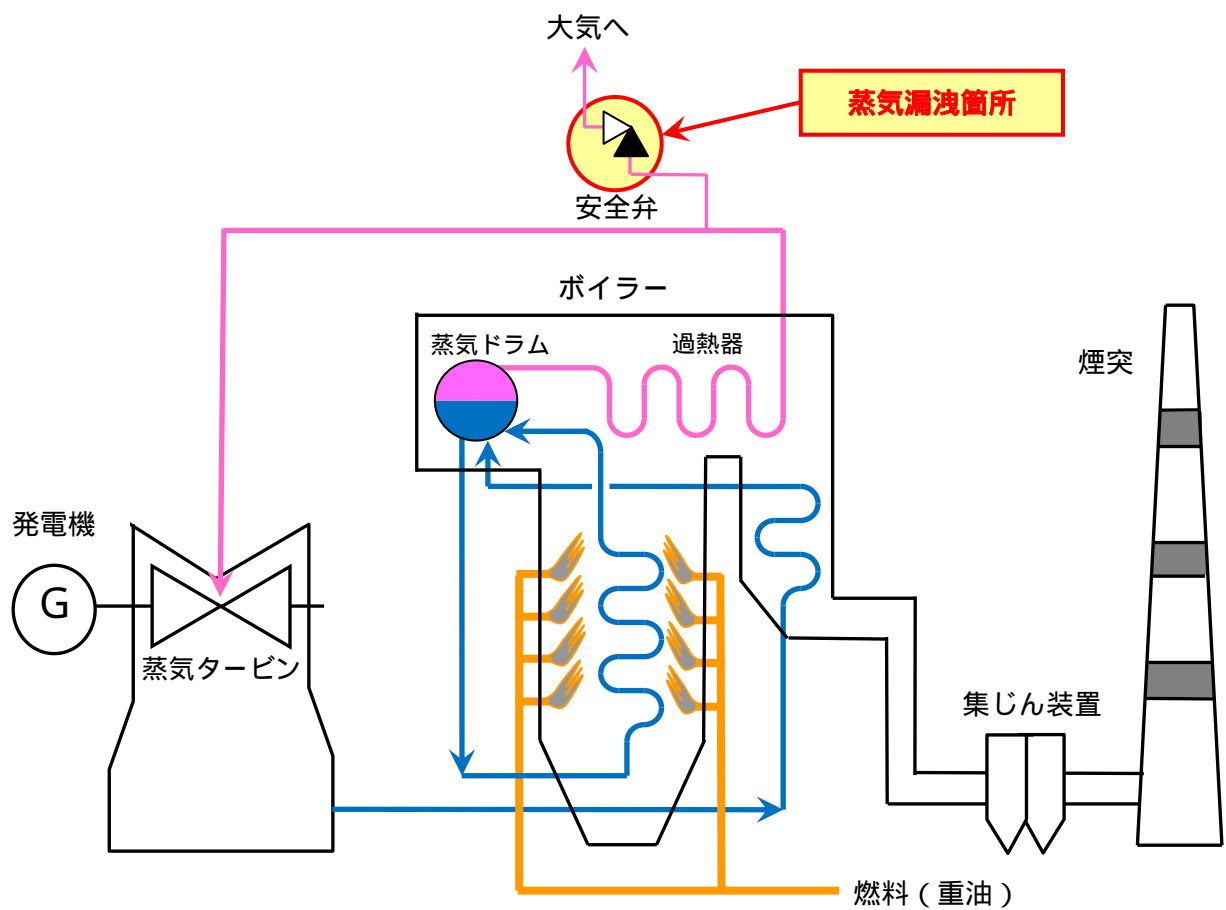 大気へ
蒸気漏洩箇所
安全弁
ボイラー
蒸気ドラム
過熱器
煙突
発電機
G
蒸気タービン
集じん装置
燃料（重油）